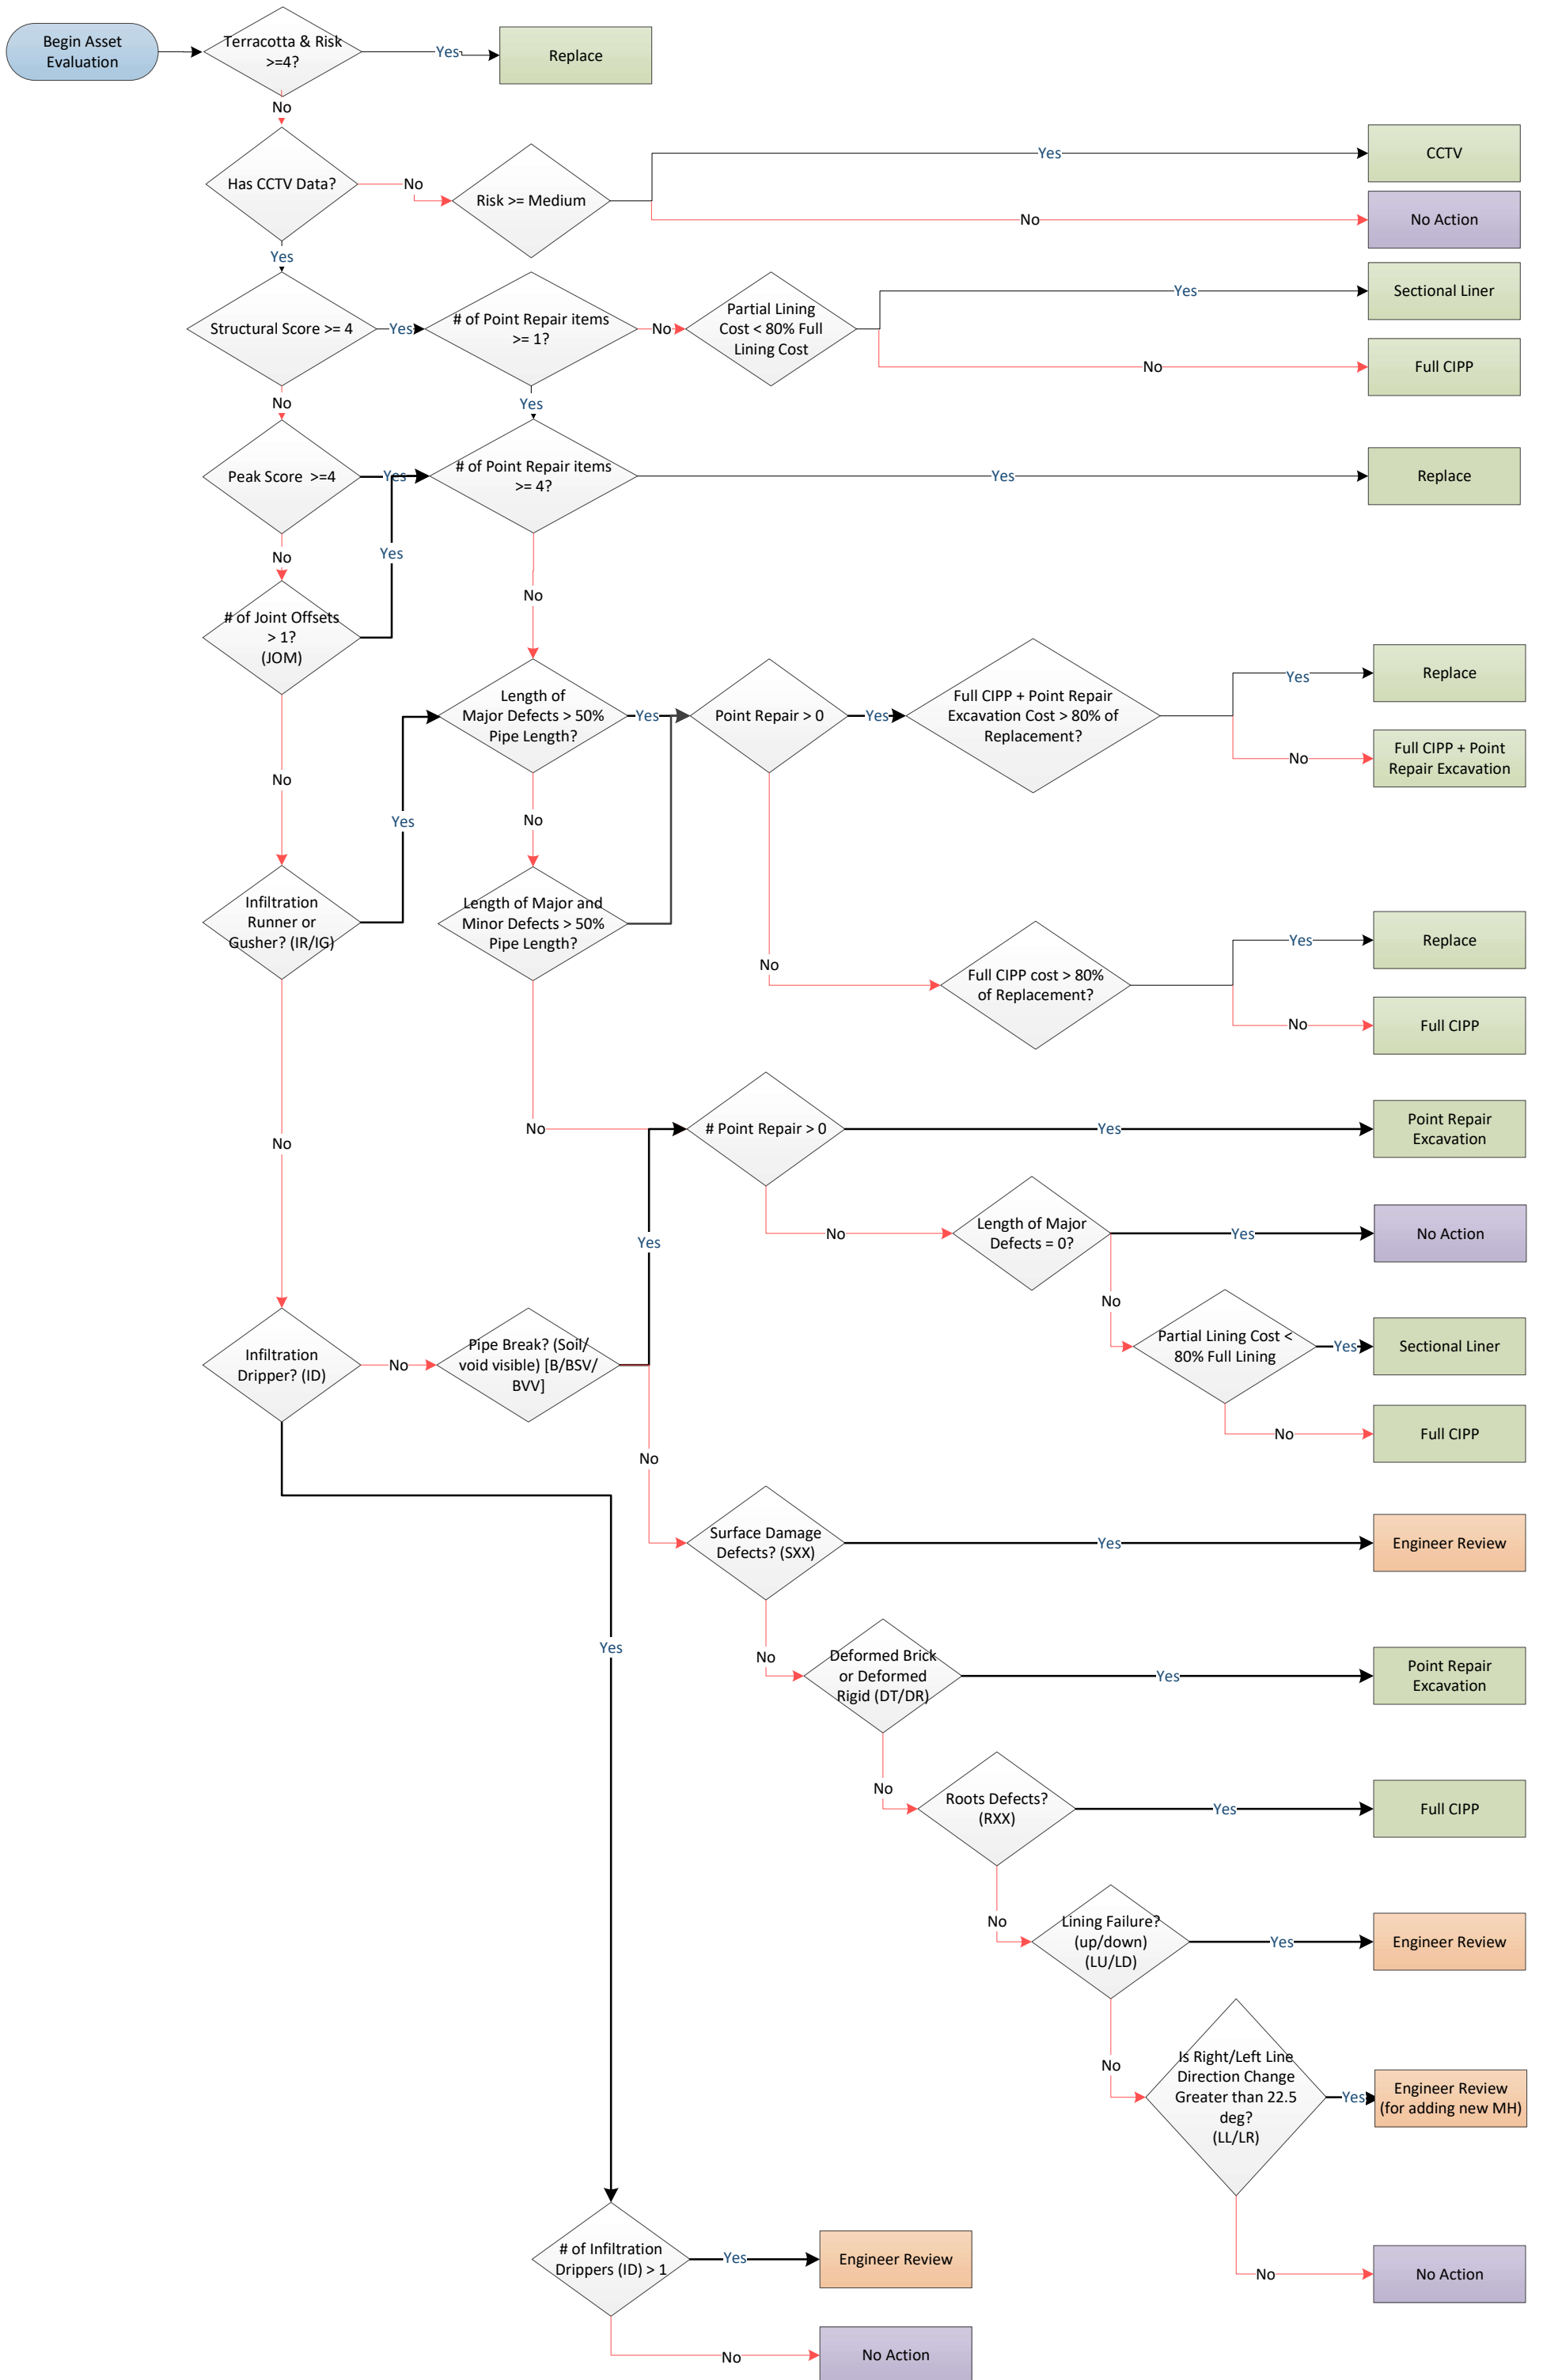 Begin Asset
Evaluation
Terracotta & Risk
>=4?
Yes
Replace
No
Has CCTV Data?
No
Risk >= Medium
Yes
CCTV
No
No Action
Yes
Structural Score >= 4
Yes
# of Point Repair items
>= 1?
No
Partial Lining
Cost < 80% Full
Lining Cost
Yes
Sectional Liner
No
Full CIPP
No
Yes
Peak Score >=4
Yes
# of Point Repair items
>= 4?
Yes
Replace
No
Yes
No
# of Joint Offsets
> 1?
(JOM)
Length of
Major Defects > 50%
Pipe Length?
Yes
Point Repair > 0
Yes
Full CIPP + Point Repair
Excavation Cost > 80% of
Replacement?
Yes
Replace
No
Full CIPP + Point
Repair Excavation
No
Yes
No
Infiltration
Runner or
Gusher? (IR/IG)
Length of Major and
Minor Defects > 50%
Pipe Length?
No
Full CIPP cost > 80%
of Replacement?
Yes
Replace
No
Full CIPP
No
No
# Point Repair > 0
Yes
Point Repair
Excavation
Yes
No
Length of Major
Defects = 0?
Yes
No Action
No
Partial Lining Cost <
80% Full Lining
Yes
Sectional Liner
No
Full CIPP
Infiltration
Dripper? (ID)
No
Pipe Break? (Soil/
void visible) [B/BSV/
BVV]
No
Surface Damage
Defects? (SXX)
Yes
Engineer Review
Yes
No
Deformed Brick
or Deformed
Rigid (DT/DR)
Yes
Point Repair
Excavation
No
Roots Defects?
(RXX)
Yes
Full CIPP
No
Lining Failure?
(up/down)
(LU/LD)
Yes
Engineer Review
No
Is Right/Left Line
Direction Change
Greater than 22.5
deg?
(LL/LR)
Yes
Engineer Review
(for adding new MH)
No
No Action
# of Infiltration
Drippers (ID) > 1
Yes
Engineer Review
No
No Action